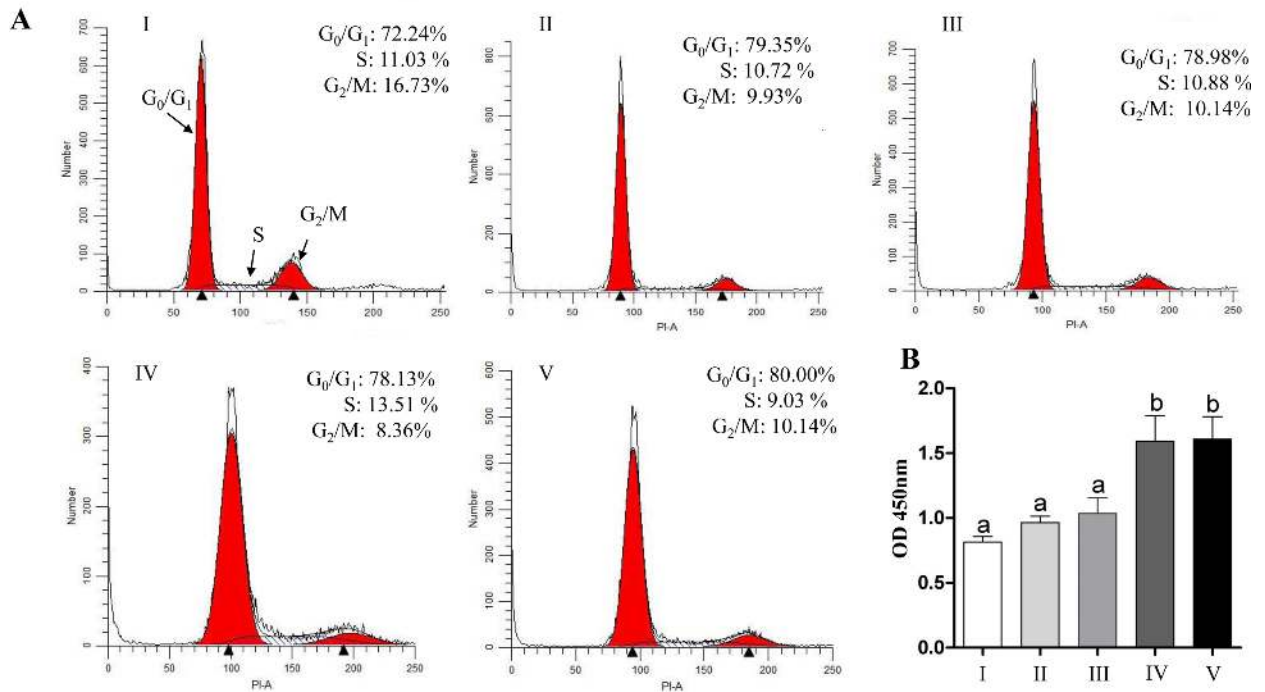 A
I
G0/G1: 72.24%
S: 11.03 %
G2/M: 16.73%
G0/G1
S
G2/M
Number
700
600
500
400
300
200
100
0
0 50 100 150 200 250
PI-A
II
G0/G1: 79.35%
S: 10.72 %
G2/M: 9.93%
Number
800
600
400
200
0
0 50 100 150 200 250
PI-A
III
G0/G1: 78.98%
S: 10.88 %
G2/M: 10.14%
Number
700
600
500
400
300
200
100
0
0 50 100 150 200 250
PI-A
IV
G0/G1: 78.13%
S: 13.51 %
G2/M: 8.36%
Number
400
300
200
100
0
0 50 100 150 200 250
PI-A
V
G0/G1: 80.00%
S: 9.03 %
G2/M: 10.14%
Number
600
500
400
300
200
100
0
0 50 100 150 200 250
PI-A
B
OD 450nm
2.0
1.5
1.0
0.5
0.0
a a a b b
I II III IV V